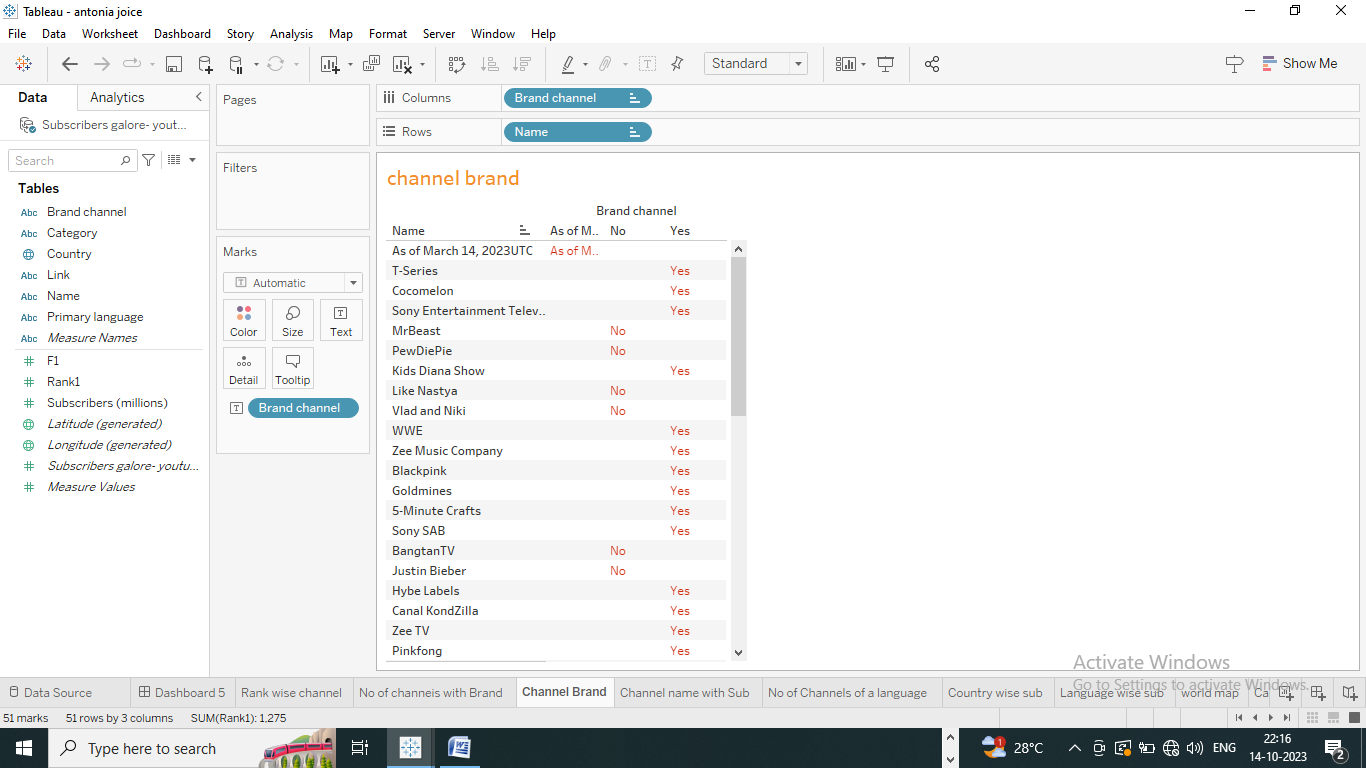 Tableau - antonia joice
File Data Worksheet Dashboard Story Analysis Map Format Server Window Help
Standard
Show Me
Data Analytics
Subscribers galore- yout...
Search
Tables
Abc Brand channel
Abc Category
Country
Abc Link
Abc Name
Abc Primary language
Abc Measure Names
F1
Rank1
Subscribers (millions)
Latitude (generated)
Longitude (generated)
Subscribers galore- youtu...
Measure Values
Pages
Filters
Marks
Automatic
Color Size Text
Detail Tooltip
Brand channel
Columns Brand channel
Rows Name
channel brand
Brand channel
Name As of M.. No Yes
As of March 14, 2023UTC As of M..
T-Series Yes
Cocomelon Yes
Sony Entertainment Telev.. Yes
MrBeast No
PewDiePie No
Kids Diana Show Yes
Like Nastya No
Vlad and Niki No
WWE Yes
Zee Music Company Yes
Blackpink Yes
Goldmines Yes
5-Minute Crafts Yes
Sony SAB Yes
BangtanTV No
Justin Bieber No
Hybe Labels Yes
Canal KondZilla Yes
Zee TV Yes
Pinkfong Yes
Activate Windows
Go to Settings to activate Windows.
Data Source Dashboard 5 Rank wise channel No of channels with Brand Channel Brand Channel name with Sub No of Channels of a language Country wise sub Language wise sub world map Ca
51 marks 51 rows by 3 columns SUM(Rank1): 1,275
Type here to search
1 28°C ENG 22:16
14-10-2023 2